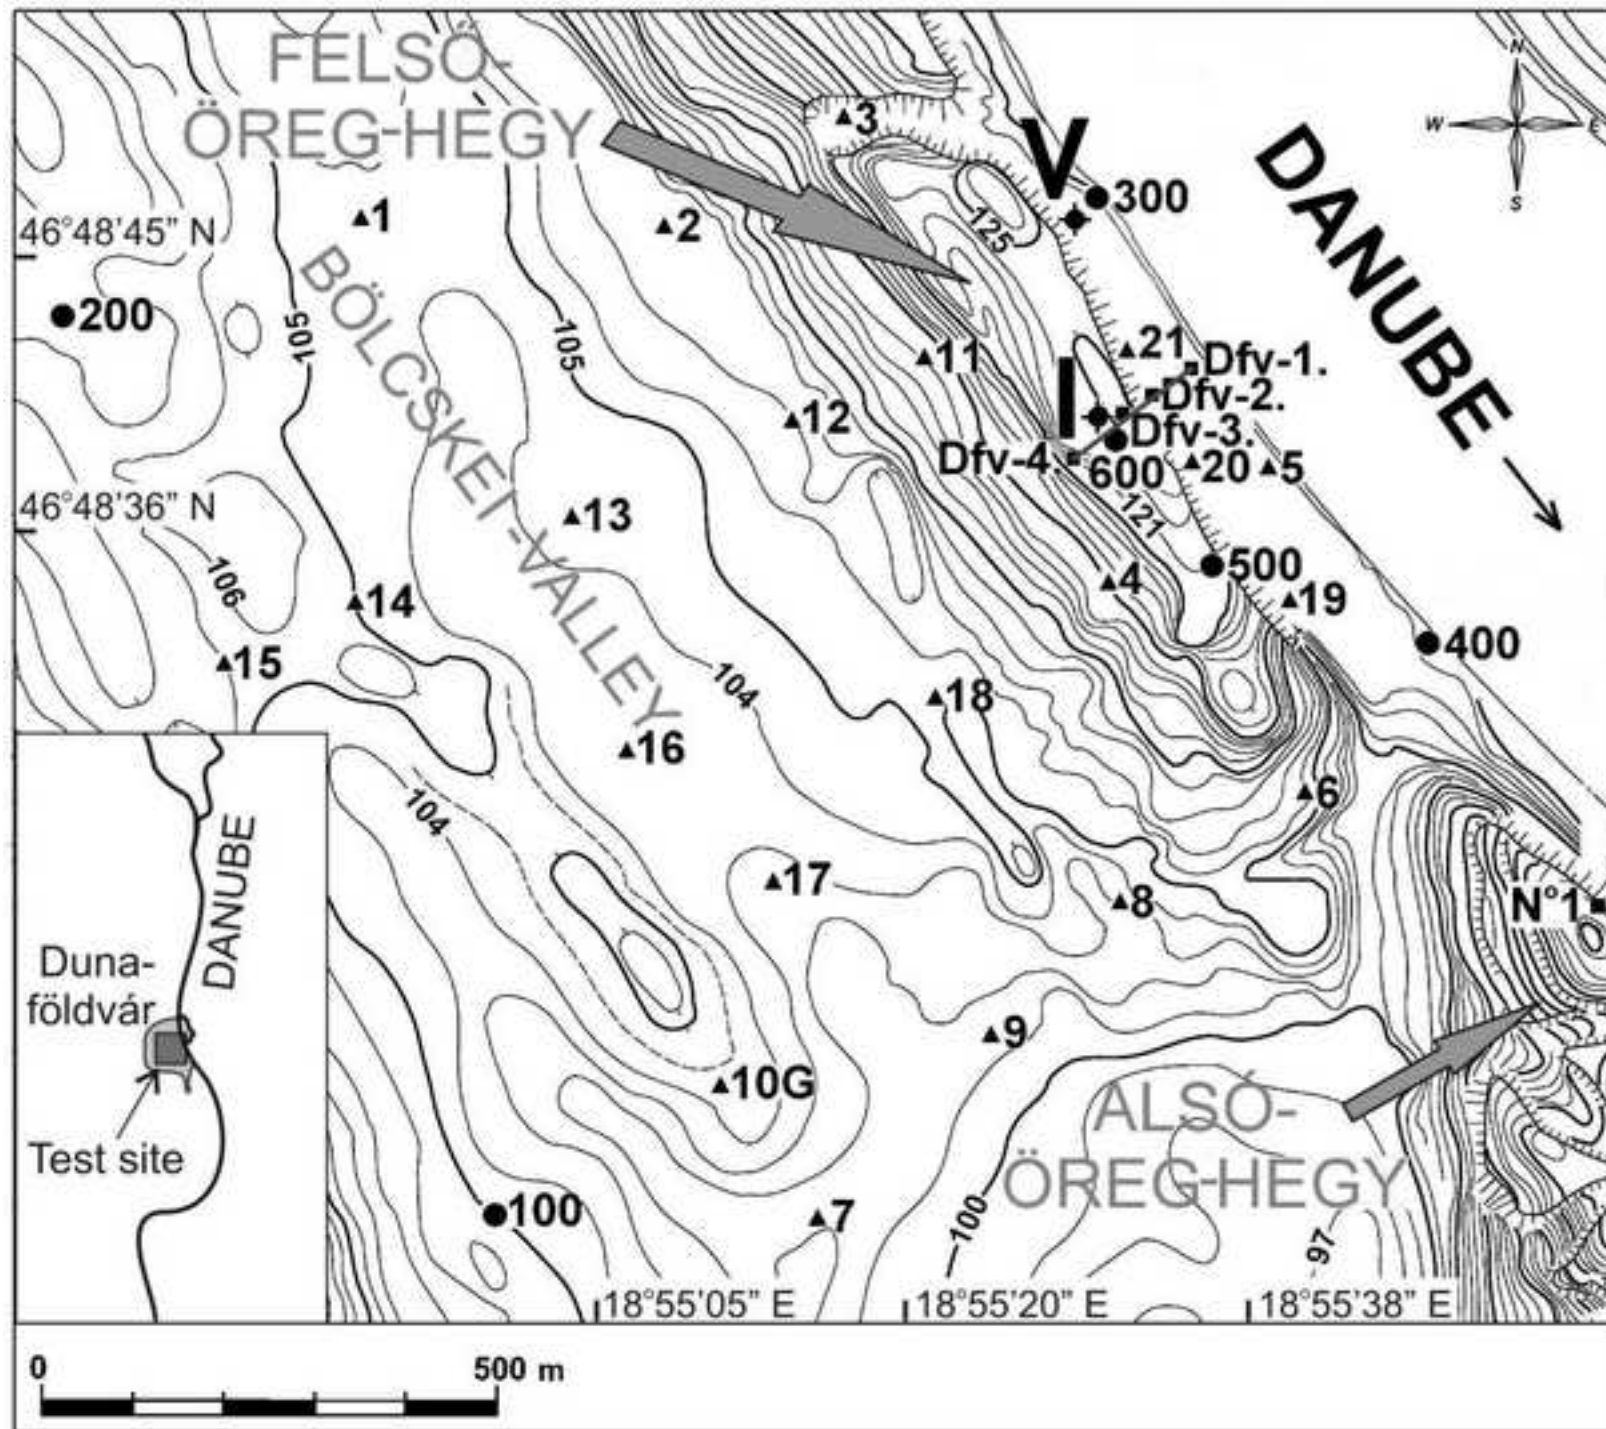 FELSŐ-
ÖREG-HEGY
3
V
300
N
W
E
S
DANUBE
1
2
125
46°48'45” N
BÖLCSKEI-VALLEY
200
105
105
11
21
Dfv-1.
Dfv-2.
I
12
Dfv-3.
Dfv-4.
600
20
5
46°48'36” N
13
121
106
14
4
500
19
400
15
104
18
16
104
6
17
8
N°1
DANUBE
Duna-
földvár
Test site
9
10G
ALSÓ-
ÖREG-HEGY
100
7
100
97
18°55'05” E
18°55'20” E
18°55'38” E
0
500 m